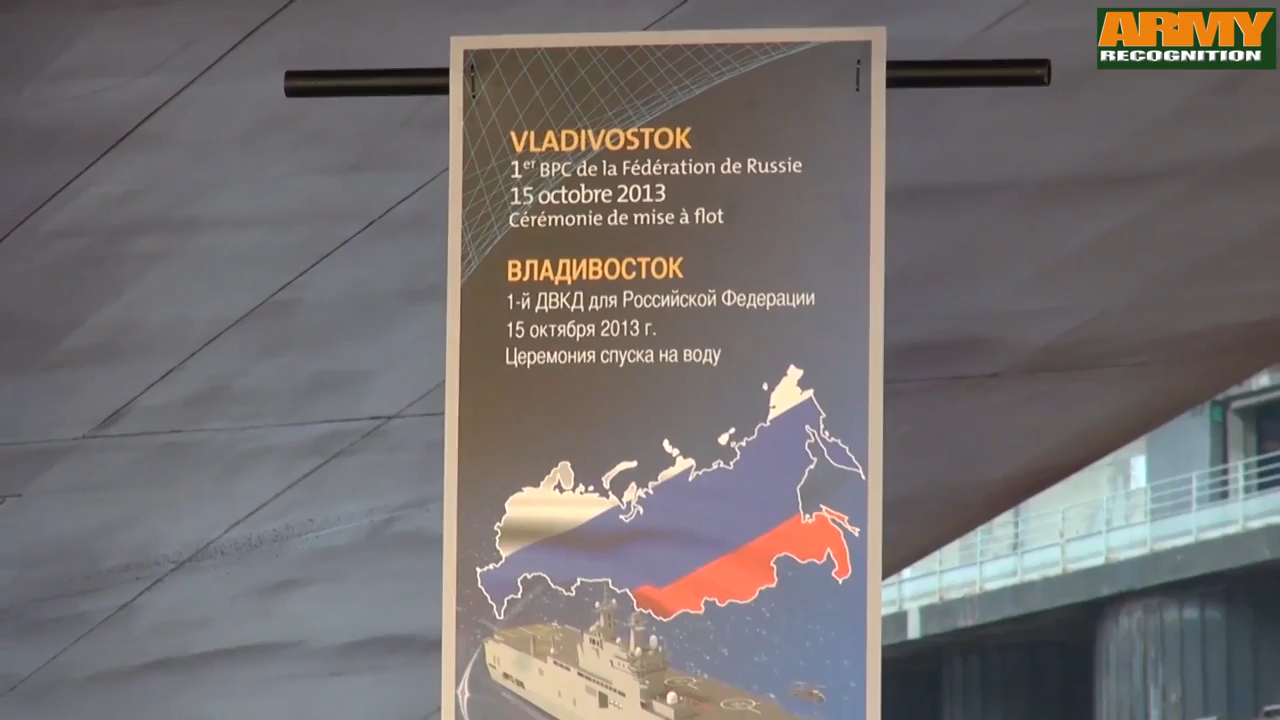 ARMY
RECOGNITION
VLADIVOSTOK
1er BPC de la Fédération de Russie
15 octobre 2013
Cérémonie de mise à flot
ВЛАДИВОСТОК
1-й ДВКД для Российской Федерации
15 октября 2013 г.
Церемония спуска на воду